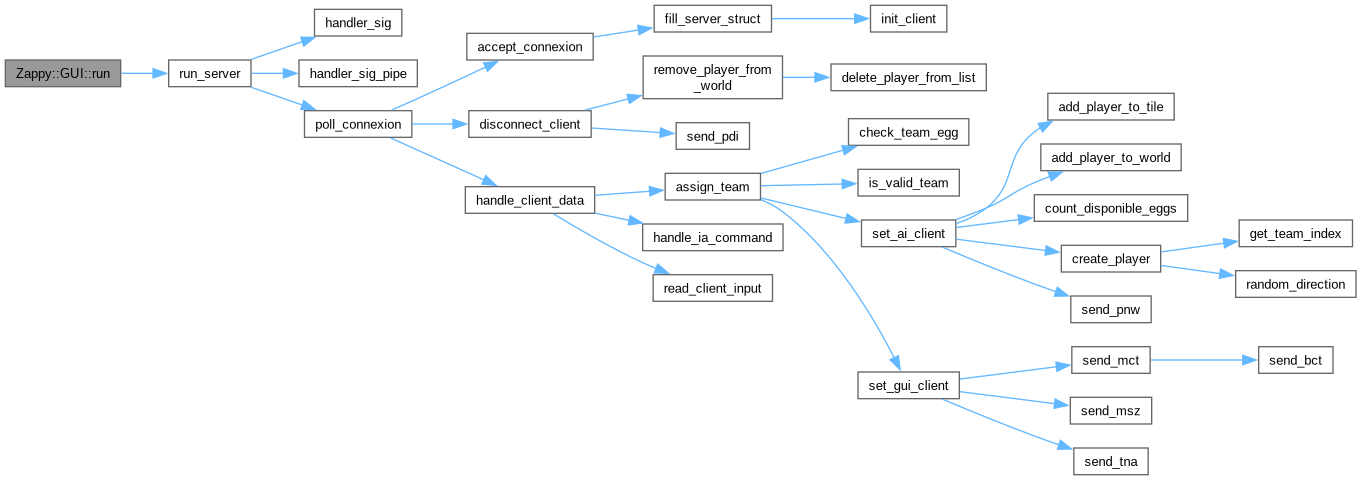 Zappy::GUI::run
run_server
handler_sig
handler_sig_pipe
poll_connexion
accept_connexion
fill_server_struct
init_client
disconnect_client
remove_player_from
_world
delete_player_from_list
send_pdi
handle_client_data
assign_team
check_team_egg
is_valid_team
set_ai_client
add_player_to_tile
add_player_to_world
count_disponible_eggs
create_player
get_team_index
random_direction
send_pnw
set_gui_client
send_mct
send_bct
send_msz
send_tna
handle_ia_command
read_client_input